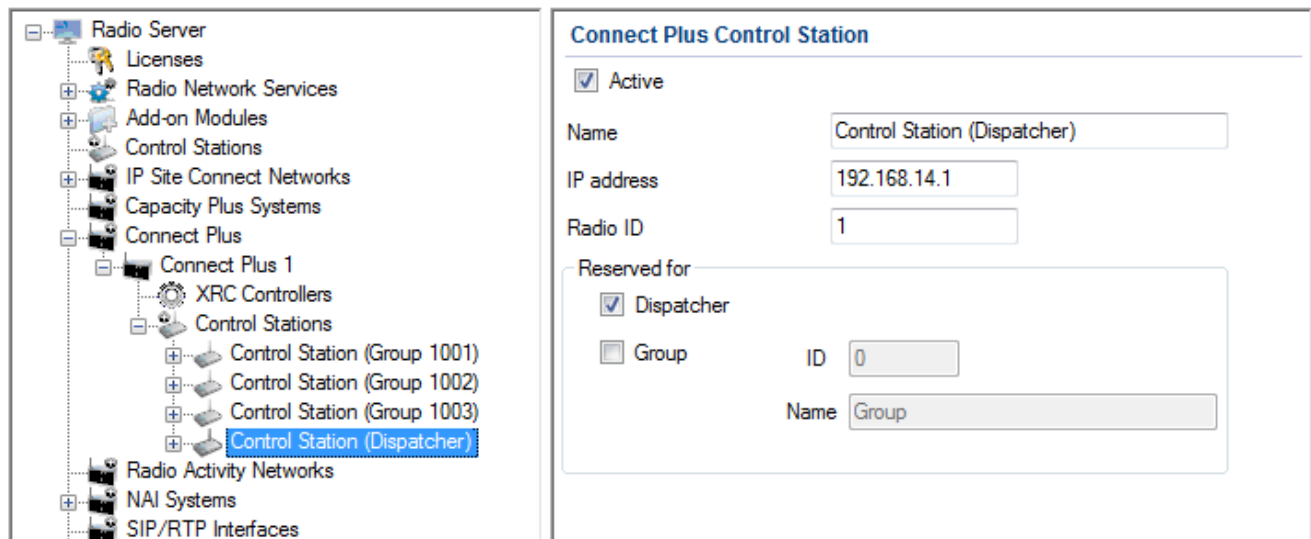 Radio Server
Licenses
Radio Network Services
Add-on Modules
Control Stations
IP Site Connect Networks
Capacity Plus Systems
Connect Plus
Connect Plus 1
XRC Controllers
Control Stations
Control Station (Group 1001)
Control Station (Group 1002)
Control Station (Group 1003)
Control Station (Dispatcher)
Radio Activity Networks
NAI Systems
SIP/RTP Interfaces
Connect Plus Control Station
Active
Name Control Station (Dispatcher)
IP address 192.168.14.1
Radio ID 1
Reserved for
Dispatcher
Group ID 0
Name Group